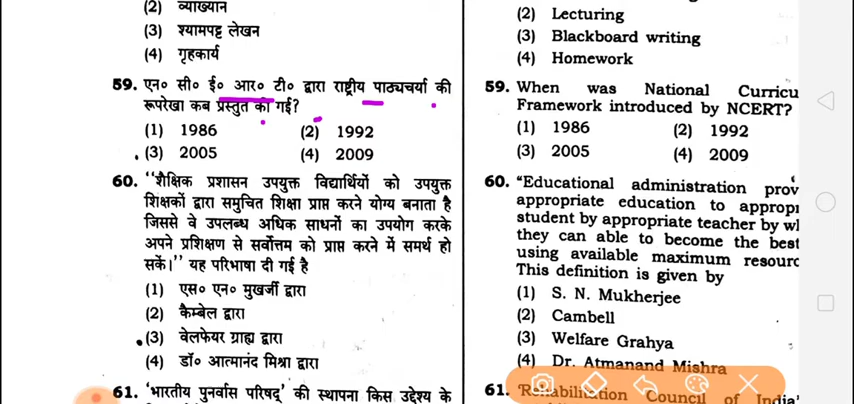 (2) व्याख्यान
(3) श्यामपट्ट लेखन
(4) गृहकार्य
59. एन० सी० ई० आर० टी० द्वारा राष्ट्रीय पाठ्यचर्या की
रूपरेखा कब प्रस्तुत की गई?
(1) 1986 (2) 1992
(3) 2005 (4) 2009
60. "शैक्षिक प्रशासन उपयुक्त विद्यार्थियों को उपयुक्त
शिक्षकों द्वारा समुचित शिक्षा प्राप्त करने योग्य बनाता है
जिससे वे उपलब्ध अधिक साधनों का उपयोग करके
अपने प्रशिक्षण से सर्वोत्तम को प्राप्त करने में समर्थ हो
सकें।" यह परिभाषा दी गई है
(1) एस० एन० मुखर्जी द्वारा
(2) कैम्बेल द्वारा
(3) वेलफेयर ग्राह्य द्वारा
(4) डॉ० आत्मानंद मिश्रा द्वारा
61. 'भारतीय पुनर्वास परिषद्' की स्थापना किस उद्देश्य के
(2) Lecturing
(3) Blackboard writing
(4) Homework
59. When was National Curricu
Framework introduced by NCERT?
(1) 1986 (2) 1992
(3) 2005 (4) 2009
60. "Educational administration prov
appropriate education to appropr
student by appropriate teacher by wh
they can able to become the best
using available maximum resourc
This definition is given by
(1) S. N. Mukherjee
(2) Cambell
(3) Welfare Grahya
(4) Dr. Atmanand Mishra
61. 'Rehabilitation Council of India'